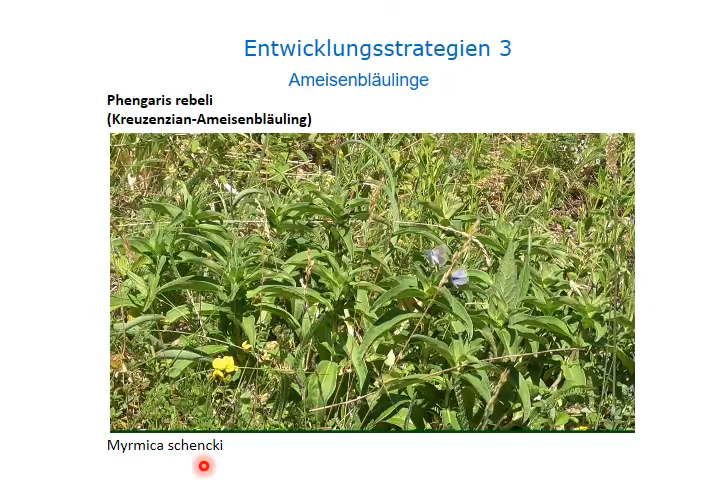 Entwicklungsstrategien 3
Ameisenbläulinge
Phengaris rebeli
(Kreuzenzian-Ameisenbläuling)
Myrmica schencki